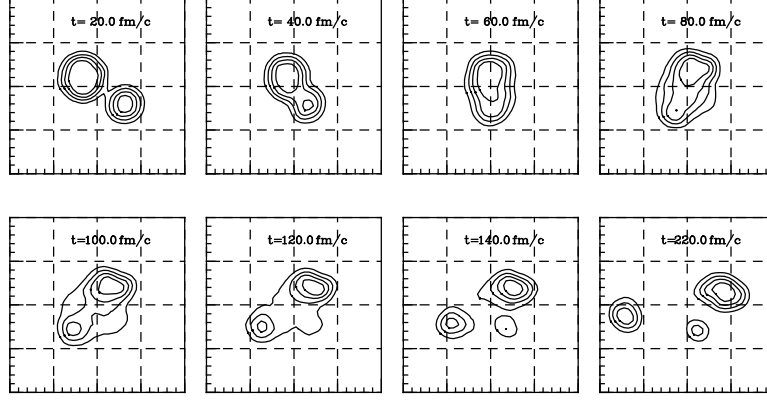 t= 20.0 fm/c
t= 40.0 fm/c
t= 60.0 fm/c
t= 80.0 fm/c
t=100.0 fm/c
t=120.0 fm/c
t=140.0 fm/c
t=220.0 fm/c